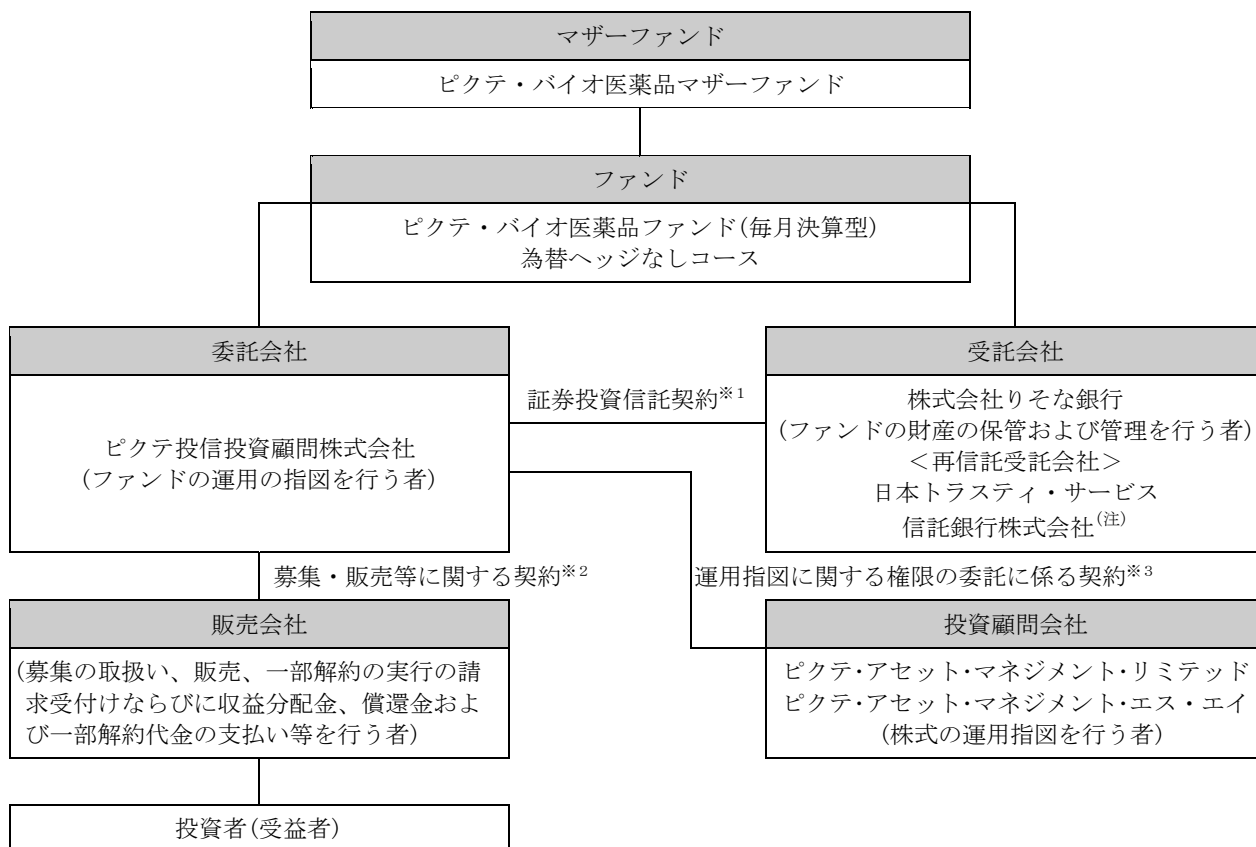 マザーファンド
ピクテ・バイオ医薬品マザーファンド
ファンド
ピクテ・バイオ医薬品ファンド(毎月決算型)
為替ヘッジなしコース
委託会社
ピクテ投信投資顧問株式会社
(ファンドの運用の指図を行う者)
証券投資信託契約※1
受託会社
株式会社りそな銀行
(ファンドの財産の保管および管理を行う者)
＜再信託受託会社＞
日本トラスティ・サービス
信託銀行株式会社(注)
募集・販売等に関する契約※2
運用指図に関する権限の委託に係る契約※3
販売会社
(募集の取扱い、販売、一部解約の実行の請
求受付けならびに収益分配金、償還金およ
び一部解約代金の支払い等を行う者)
投資顧問会社
ピクテ・アセット・マネジメント・リミテッド
ピクテ・アセット・マネジメント・エス・エイ
(株式の運用指図を行う者)
投資者(受益者)